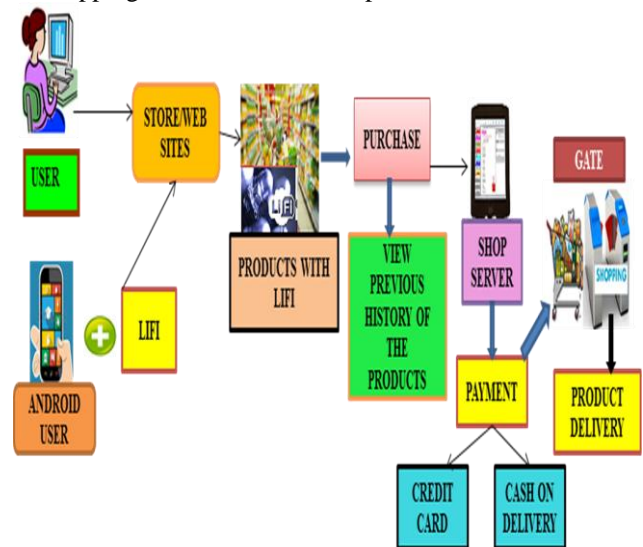 USER
STORE/WEB
SITES
LIFI
PRODUCTS WITH
LIFI
PURCHASE
VIEW
PREVIOUS
HISTORY OF
THE
PRODUCTS
SHOP
SERVER
GATE
SHOPPING
ANDROID
USER
LIFI
PAYMENT
PRODUCT
DELIVERY
CREDIT
CARD
CASH ON
DELIVERY